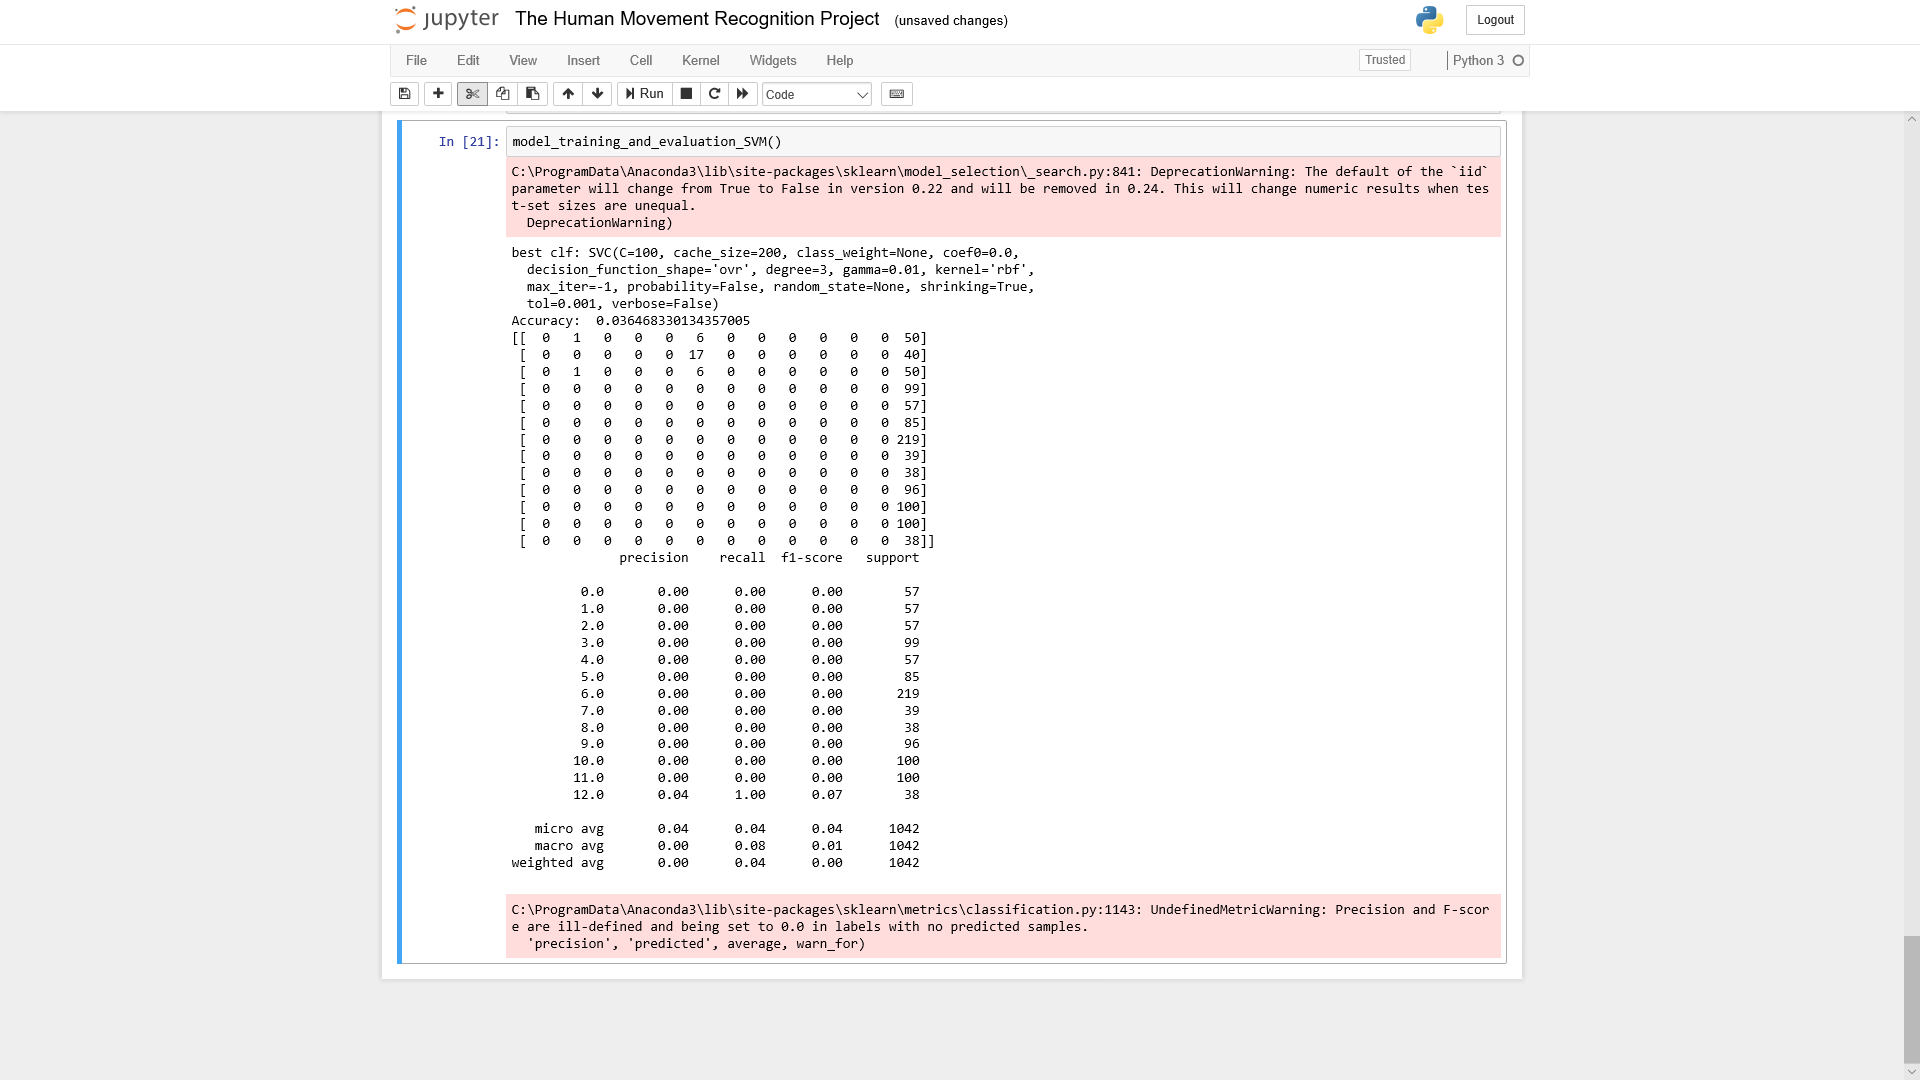 jupyter The Human Movement Recognition Project (unsaved changes) Logout
File Edit View Insert Cell Kernel Widgets Help Trusted Python 3
Run Code
In [21]: model_training_and_evaluation_SVM()
C:\ProgramData\Anaconda3\lib\site-packages\sklearn\model_selection\_search.py:841: DeprecationWarning: The default of the `iid`
parameter will change from True to False in version 0.22 and will be removed in 0.24. This will change numeric results when tes
t-set sizes are unequal.
DeprecationWarning)
best clf: SVC(C=100, cache_size=200, class_weight=None, coef0=0.0,
decision_function_shape='ovr', degree=3, gamma=0.01, kernel='rbf',
max_iter=-1, probability=False, random_state=None, shrinking=True,
tol=0.001, verbose=False)
Accuracy: 0.036468330134357005
[[ 0 1 0 0 0 6 0 0 0 0 0 0 50]
[ 0 0 0 0 0 17 0 0 0 0 0 0 40]
[ 0 1 0 0 0 6 0 0 0 0 0 0 50]
[ 0 0 0 0 0 0 0 0 0 0 0 0 99]
[ 0 0 0 0 0 0 0 0 0 0 0 0 57]
[ 0 0 0 0 0 0 0 0 0 0 0 0 85]
[ 0 0 0 0 0 0 0 0 0 0 0 0 219]
[ 0 0 0 0 0 0 0 0 0 0 0 0 39]
[ 0 0 0 0 0 0 0 0 0 0 0 0 38]
[ 0 0 0 0 0 0 0 0 0 0 0 0 96]
[ 0 0 0 0 0 0 0 0 0 0 0 0 100]
[ 0 0 0 0 0 0 0 0 0 0 0 0 100]
[ 0 0 0 0 0 0 0 0 0 0 0 0 38]]
precision recall f1-score support
0.0 0.00 0.00 0.00 57
1.0 0.00 0.00 0.00 57
2.0 0.00 0.00 0.00 57
3.0 0.00 0.00 0.00 99
4.0 0.00 0.00 0.00 57
5.0 0.00 0.00 0.00 85
6.0 0.00 0.00 0.00 219
7.0 0.00 0.00 0.00 39
8.0 0.00 0.00 0.00 38
9.0 0.00 0.00 0.00 96
10.0 0.00 0.00 0.00 100
11.0 0.00 0.00 0.00 100
12.0 0.04 1.00 0.07 38
micro avg 0.04 0.04 0.04 1042
macro avg 0.00 0.08 0.01 1042
weighted avg 0.00 0.04 0.00 1042
C:\ProgramData\Anaconda3\lib\site-packages\sklearn\metrics\classification.py:1143: UndefinedMetricWarning: Precision and F-scor
e are ill-defined and being set to 0.0 in labels with no predicted samples.
'precision', 'predicted', average, warn_for)